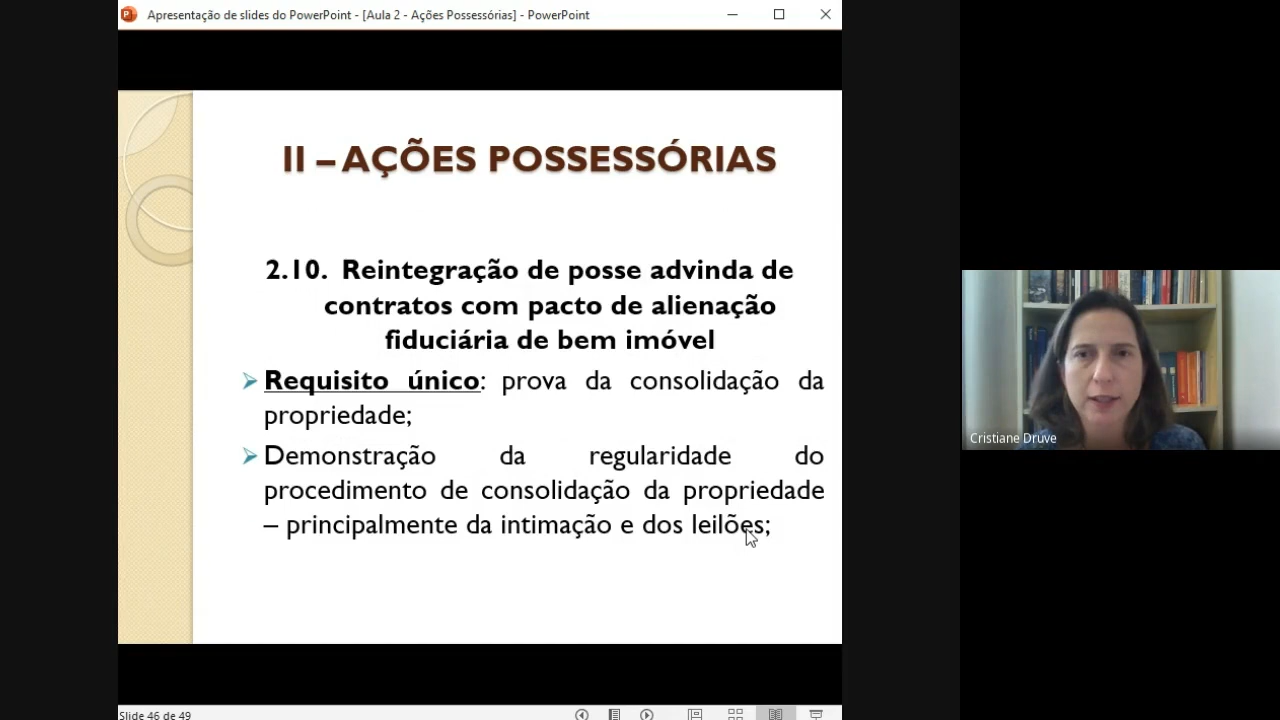 Apresentação de slides do PowerPoint - [Aula 2 - Ações Possessórias] - PowerPoint
II – AÇÕES POSSESSÓRIAS
2.10. Reintegração de posse advinda de
contratos com pacto de alienação
fiduciária de bem imóvel
Requisito único: prova da consolidação da
propriedade;
Demonstração da regularidade do
procedimento de consolidação da propriedade
– principalmente da intimação e dos leilões;
Cristiane Druve
Slide 46 de 49